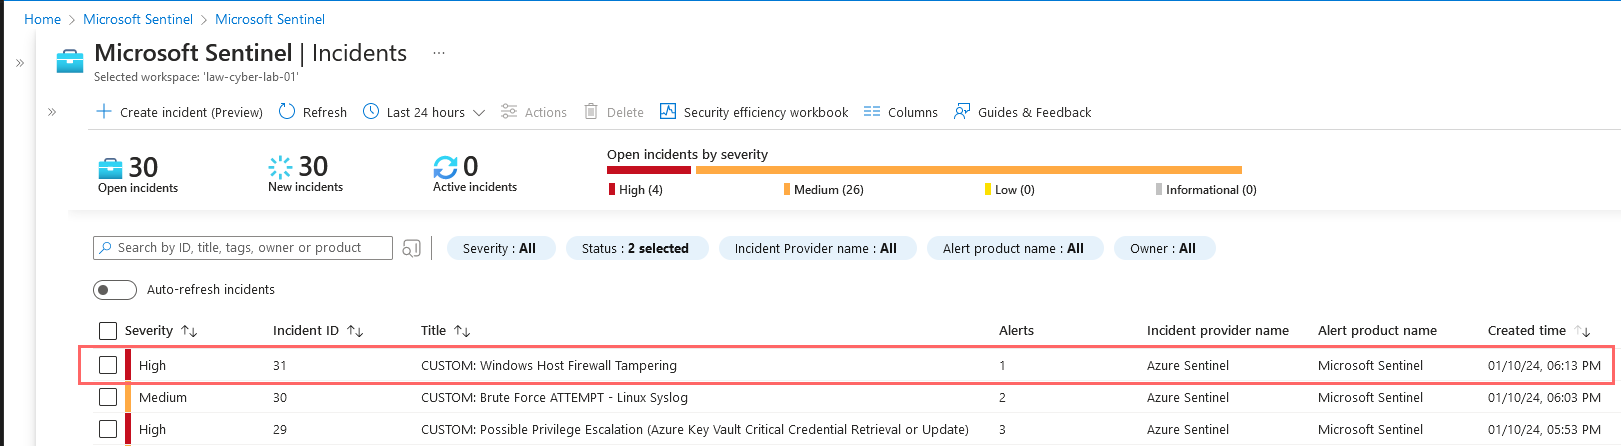 Home > Microsoft Sentinel > Microsoft Sentinel
Microsoft Sentinel | Incidents ...
Selected workspace: 'law-cyber-lab-01'
Create incident (Preview) Refresh Last 24 hours Actions Delete Security efficiency workbook Columns Guides & Feedback
30 30 0 Open incidents by severity
Open incidents New incidents Active incidents High (4) Medium (26) Low (0) Informational (0)
Search by ID, title, tags, owner or product Severity : All Status : 2 selected Incident Provider name : All Alert product name : All Owner : All
Auto-refresh incidents
Severity Incident ID Title Alerts Incident provider name Alert product name Created time
High 31 CUSTOM: Windows Host Firewall Tampering 1 Azure Sentinel Microsoft Sentinel 01/10/24, 06:13 PM
Medium 30 CUSTOM: Brute Force ATTEMPT - Linux Syslog 2 Azure Sentinel Microsoft Sentinel 01/10/24, 06:03 PM
High 29 CUSTOM: Possible Privilege Escalation (Azure Key Vault Critical Credential Retrieval or Update) 3 Azure Sentinel Microsoft Sentinel 01/10/24, 05:53 PM